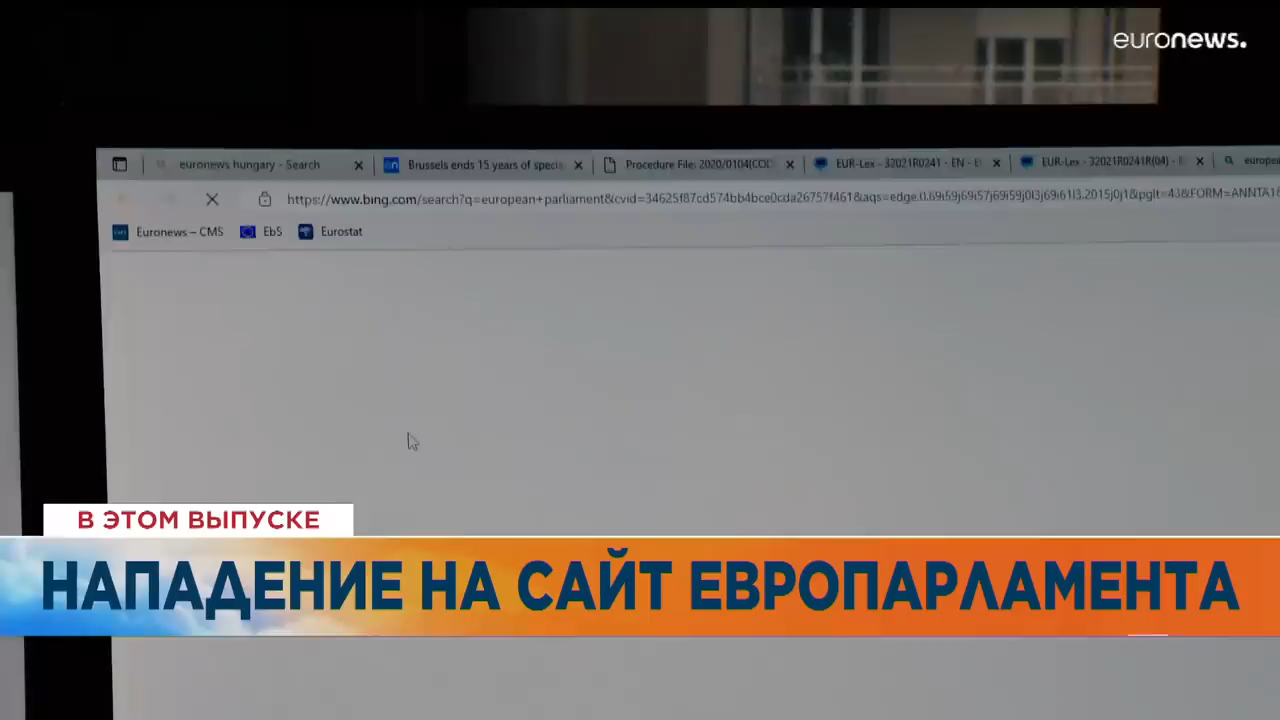 euronews.
euronews hungary - Search
Brussels ends 15 years of specia
Procedure File: 2020/0104(COD
EUR-Lex - 32021R0241 - EN - E
EUR-Lex - 32021R0241R(04) - E
europea
https://www.bing.com/search?q=european+parliament&cvid=34625f87cd574bb4bce0cda26757f461&aqs=edge.0.69i59j69i57j69i59j0l3j69i61l3.2015j0j1&pglt=43&FORM=ANNTA1&
Euronews – CMS
EbS
Eurostat
В ЭТОМ ВЫПУСКЕ
НАПАДЕНИЕ НА САЙТ ЕВРОПАРЛАМЕНТА